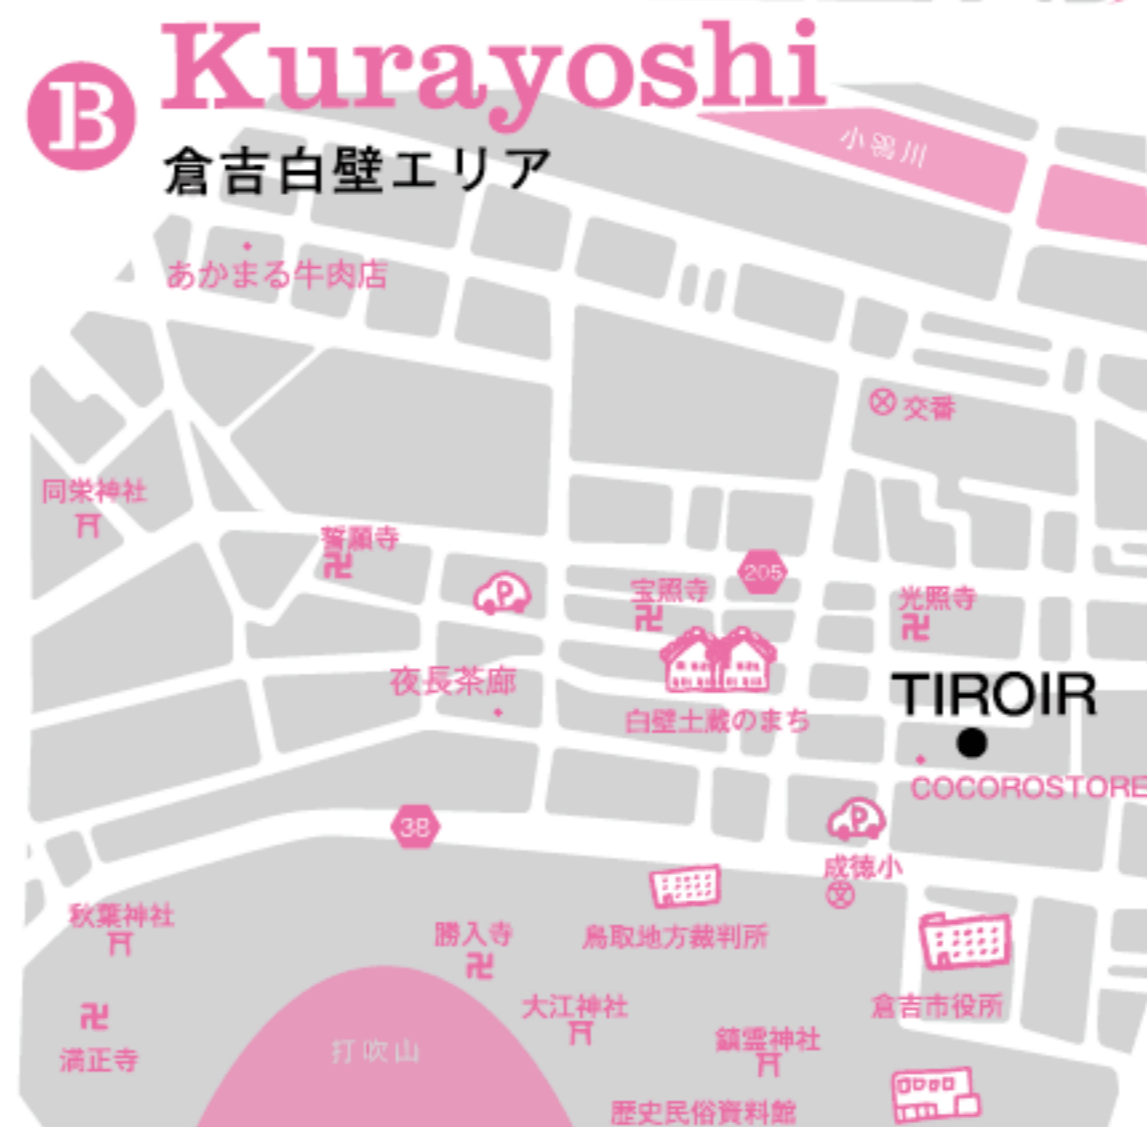 B
Kurayoshi
倉吉白壁エリア
小鴨川
あかまる牛肉店
交番
同栄神社
誓願寺
P
205
宝照寺
光照寺
夜長茶廊
白壁土蔵のまち
TIROIR
COCOROSTORE
38
P
成徳小
文
秋葉神社
勝入寺
鳥取地方裁判所
倉吉市役所
大江神社
満正寺
打吹山
鎮霊神社
歴史民俗資料館